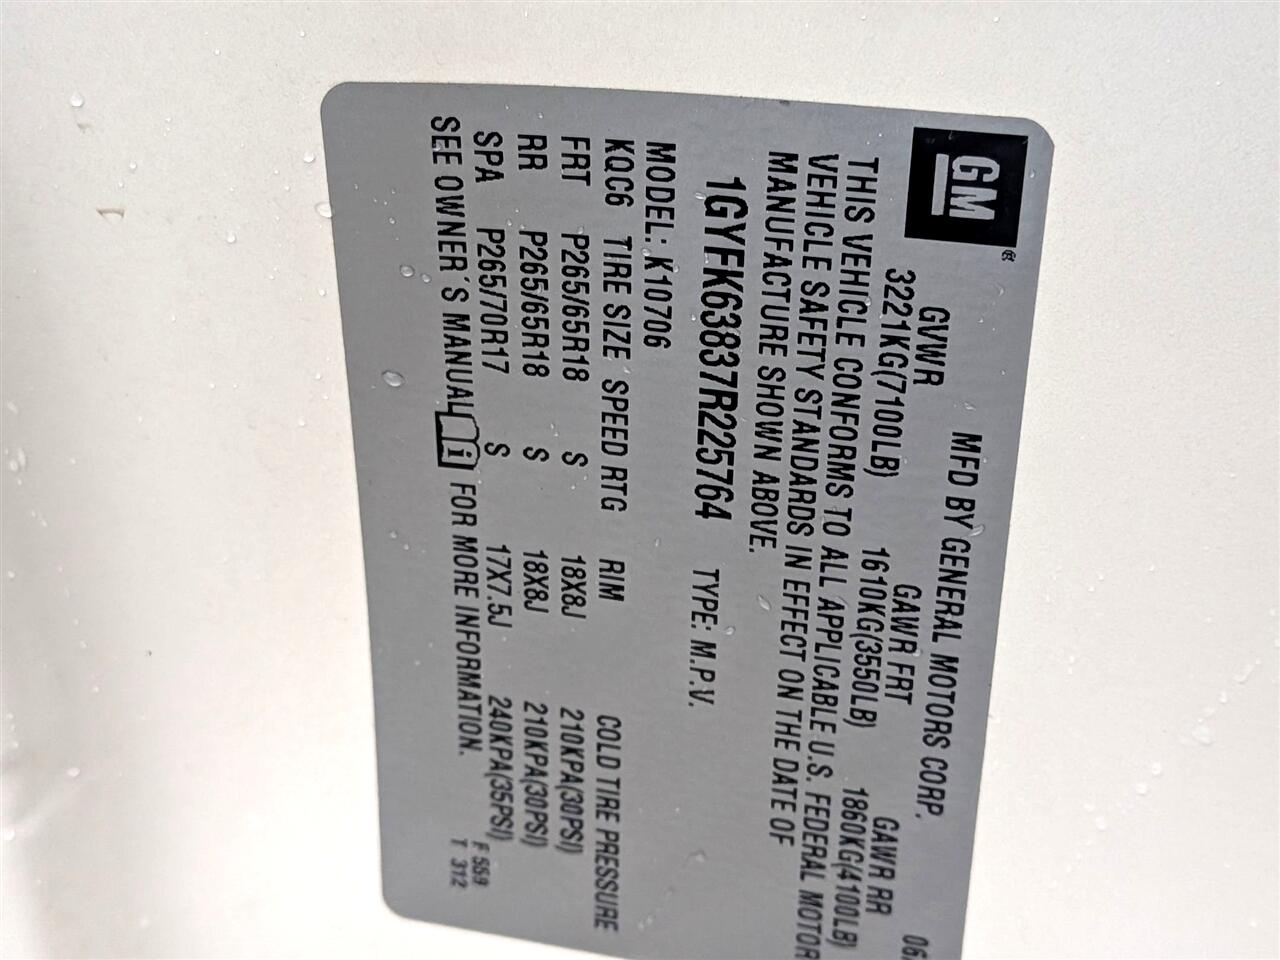 GM
MFD BY GENERAL MOTORS CORP.
GVWR GAWR FRT GAWR RR
3221KG(7100LB) 1610KG(3550LB) 1860KG(4100LB)
THIS VEHICLE CONFORMS TO ALL APPLICABLE U.S. FEDERAL MOTOR
VEHICLE SAFETY STANDARDS IN EFFECT ON THE DATE OF
MANUFACTURE SHOWN ABOVE.
1GYFK63837R225764 TYPE: M.P.V.
MODEL: K10706
KQC6 TIRE SIZE SPEED RTG RIM COLD TIRE PRESSURE
FRT P265/65R18 S 18X8J 210KPA(30PSI)
RR P265/65R18 S 18X8J 210KPA(30PSI)
SPA P265/70R17 S 17X7.5J 240KPA(35PSI)
SEE OWNER'S MANUAL i FOR MORE INFORMATION.
F 559
T 312